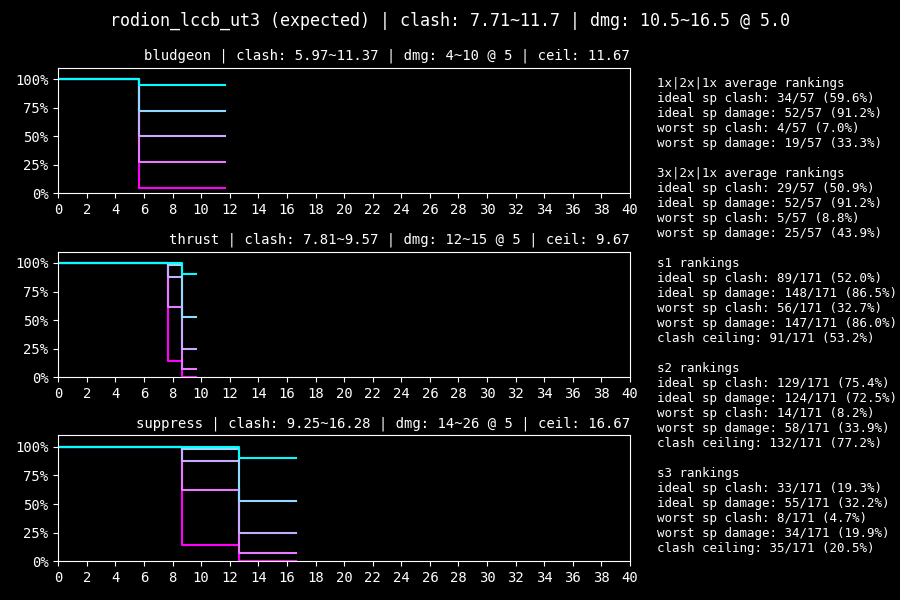 rodion_lccb_ut3 (expected) | clash: 7.71~11.7 | dmg: 10.5~16.5 @ 5.0
bludgeon | clash: 5.97~11.37 | dmg: 4~10 @ 5 | ceil: 11.67
100%
75%
50%
25%
0%
0 2 4 6 8 10 12 14 16 18 20 22 24 26 28 30 32 34 36 38 40
thrust | clash: 7.81~9.57 | dmg: 12~15 @ 5 | ceil: 9.67
100%
75%
50%
25%
0%
0 2 4 6 8 10 12 14 16 18 20 22 24 26 28 30 32 34 36 38 40
suppress | clash: 9.25~16.28 | dmg: 14~26 @ 5 | ceil: 16.67
100%
75%
50%
25%
0%
0 2 4 6 8 10 12 14 16 18 20 22 24 26 28 30 32 34 36 38 40
1x|2x|1x average rankings
ideal sp clash: 34/57 (59.6%)
ideal sp damage: 52/57 (91.2%)
worst sp clash: 4/57 (7.0%)
worst sp damage: 19/57 (33.3%)
3x|2x|1x average rankings
ideal sp clash: 29/57 (50.9%)
ideal sp damage: 52/57 (91.2%)
worst sp clash: 5/57 (8.8%)
worst sp damage: 25/57 (43.9%)
s1 rankings
ideal sp clash: 89/171 (52.0%)
ideal sp damage: 148/171 (86.5%)
worst sp clash: 56/171 (32.7%)
worst sp damage: 147/171 (86.0%)
clash ceiling: 91/171 (53.2%)
s2 rankings
ideal sp clash: 129/171 (75.4%)
ideal sp damage: 124/171 (72.5%)
worst sp clash: 14/171 (8.2%)
worst sp damage: 58/171 (33.9%)
clash ceiling: 132/171 (77.2%)
s3 rankings
ideal sp clash: 33/171 (19.3%)
ideal sp damage: 55/171 (32.2%)
worst sp clash: 8/171 (4.7%)
worst sp damage: 34/171 (19.9%)
clash ceiling: 35/171 (20.5%)